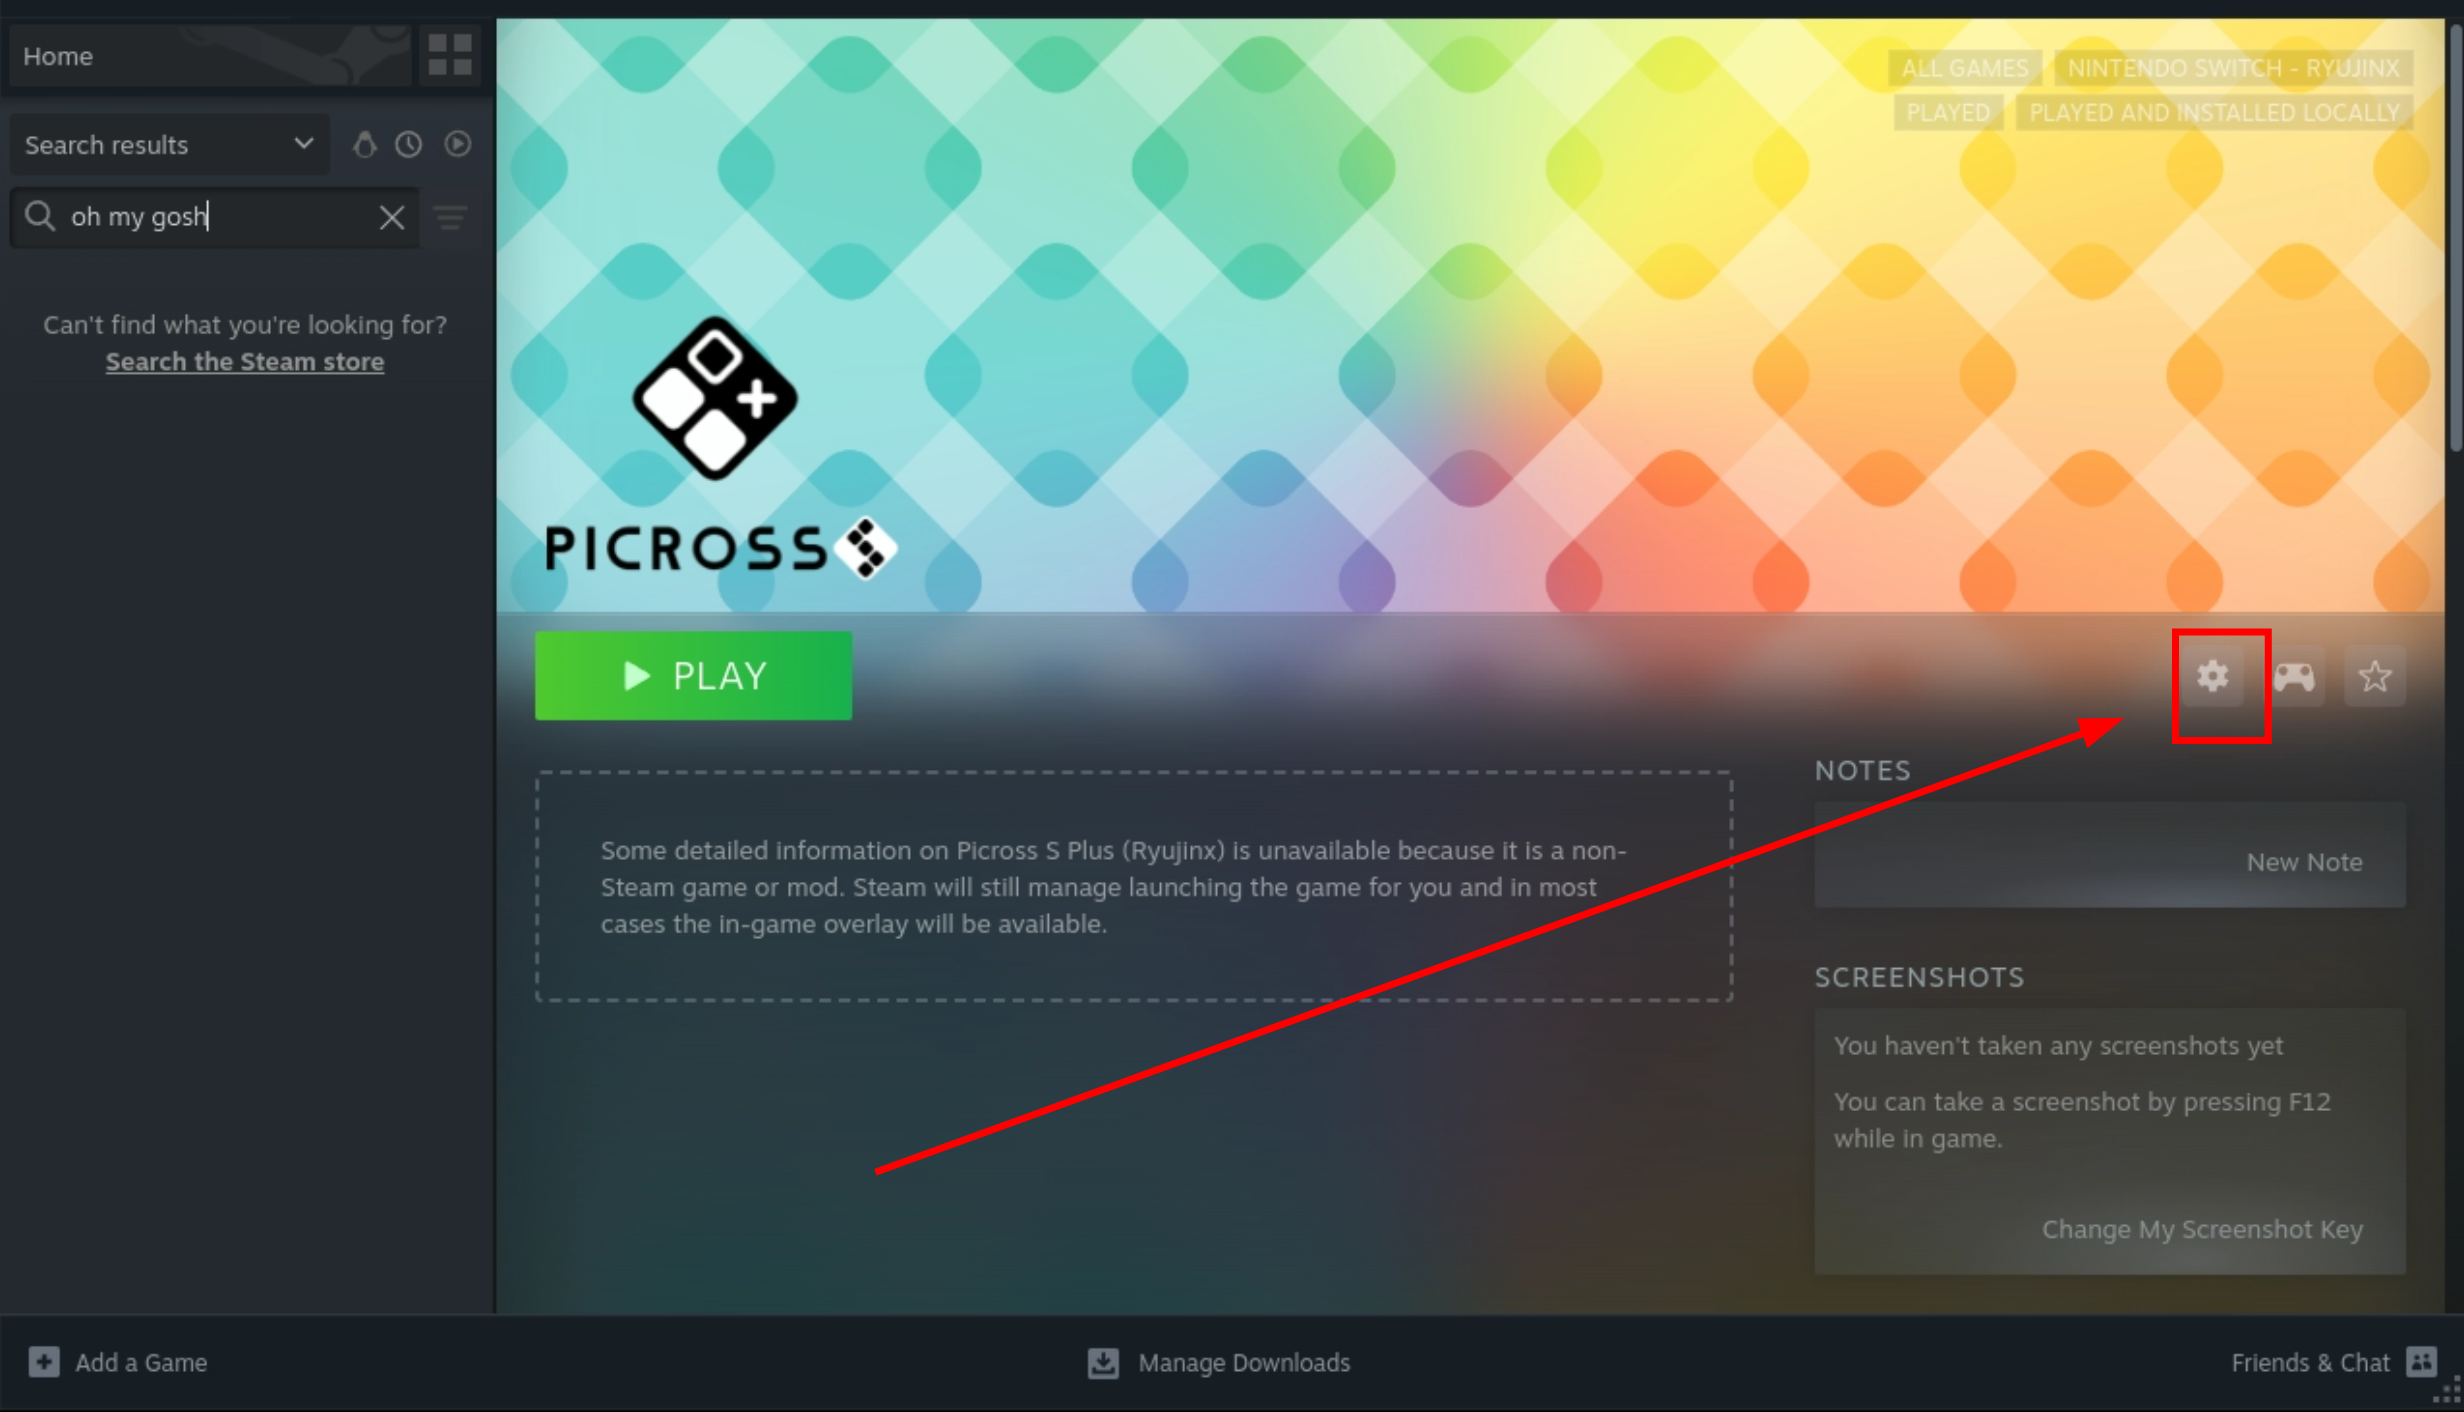 Home
Search results
oh my gosh
Can't find what you're looking for?
Search the Steam store
ALL GAMES
NINTENDO SWITCH - RYUJINX
PLAYED
PLAYED AND INSTALLED LOCALLY
PICROSS
PLAY
Some detailed information on Picross S Plus (Ryujinx) is unavailable because it is a non-
Steam game or mod. Steam will still manage launching the game for you and in most
cases the in-game overlay will be available.
NOTES
New Note
SCREENSHOTS
You haven't taken any screenshots yet
You can take a screenshot by pressing F12
while in game.
Change My Screenshot Key
Add a Game
Manage Downloads
Friends & Chat